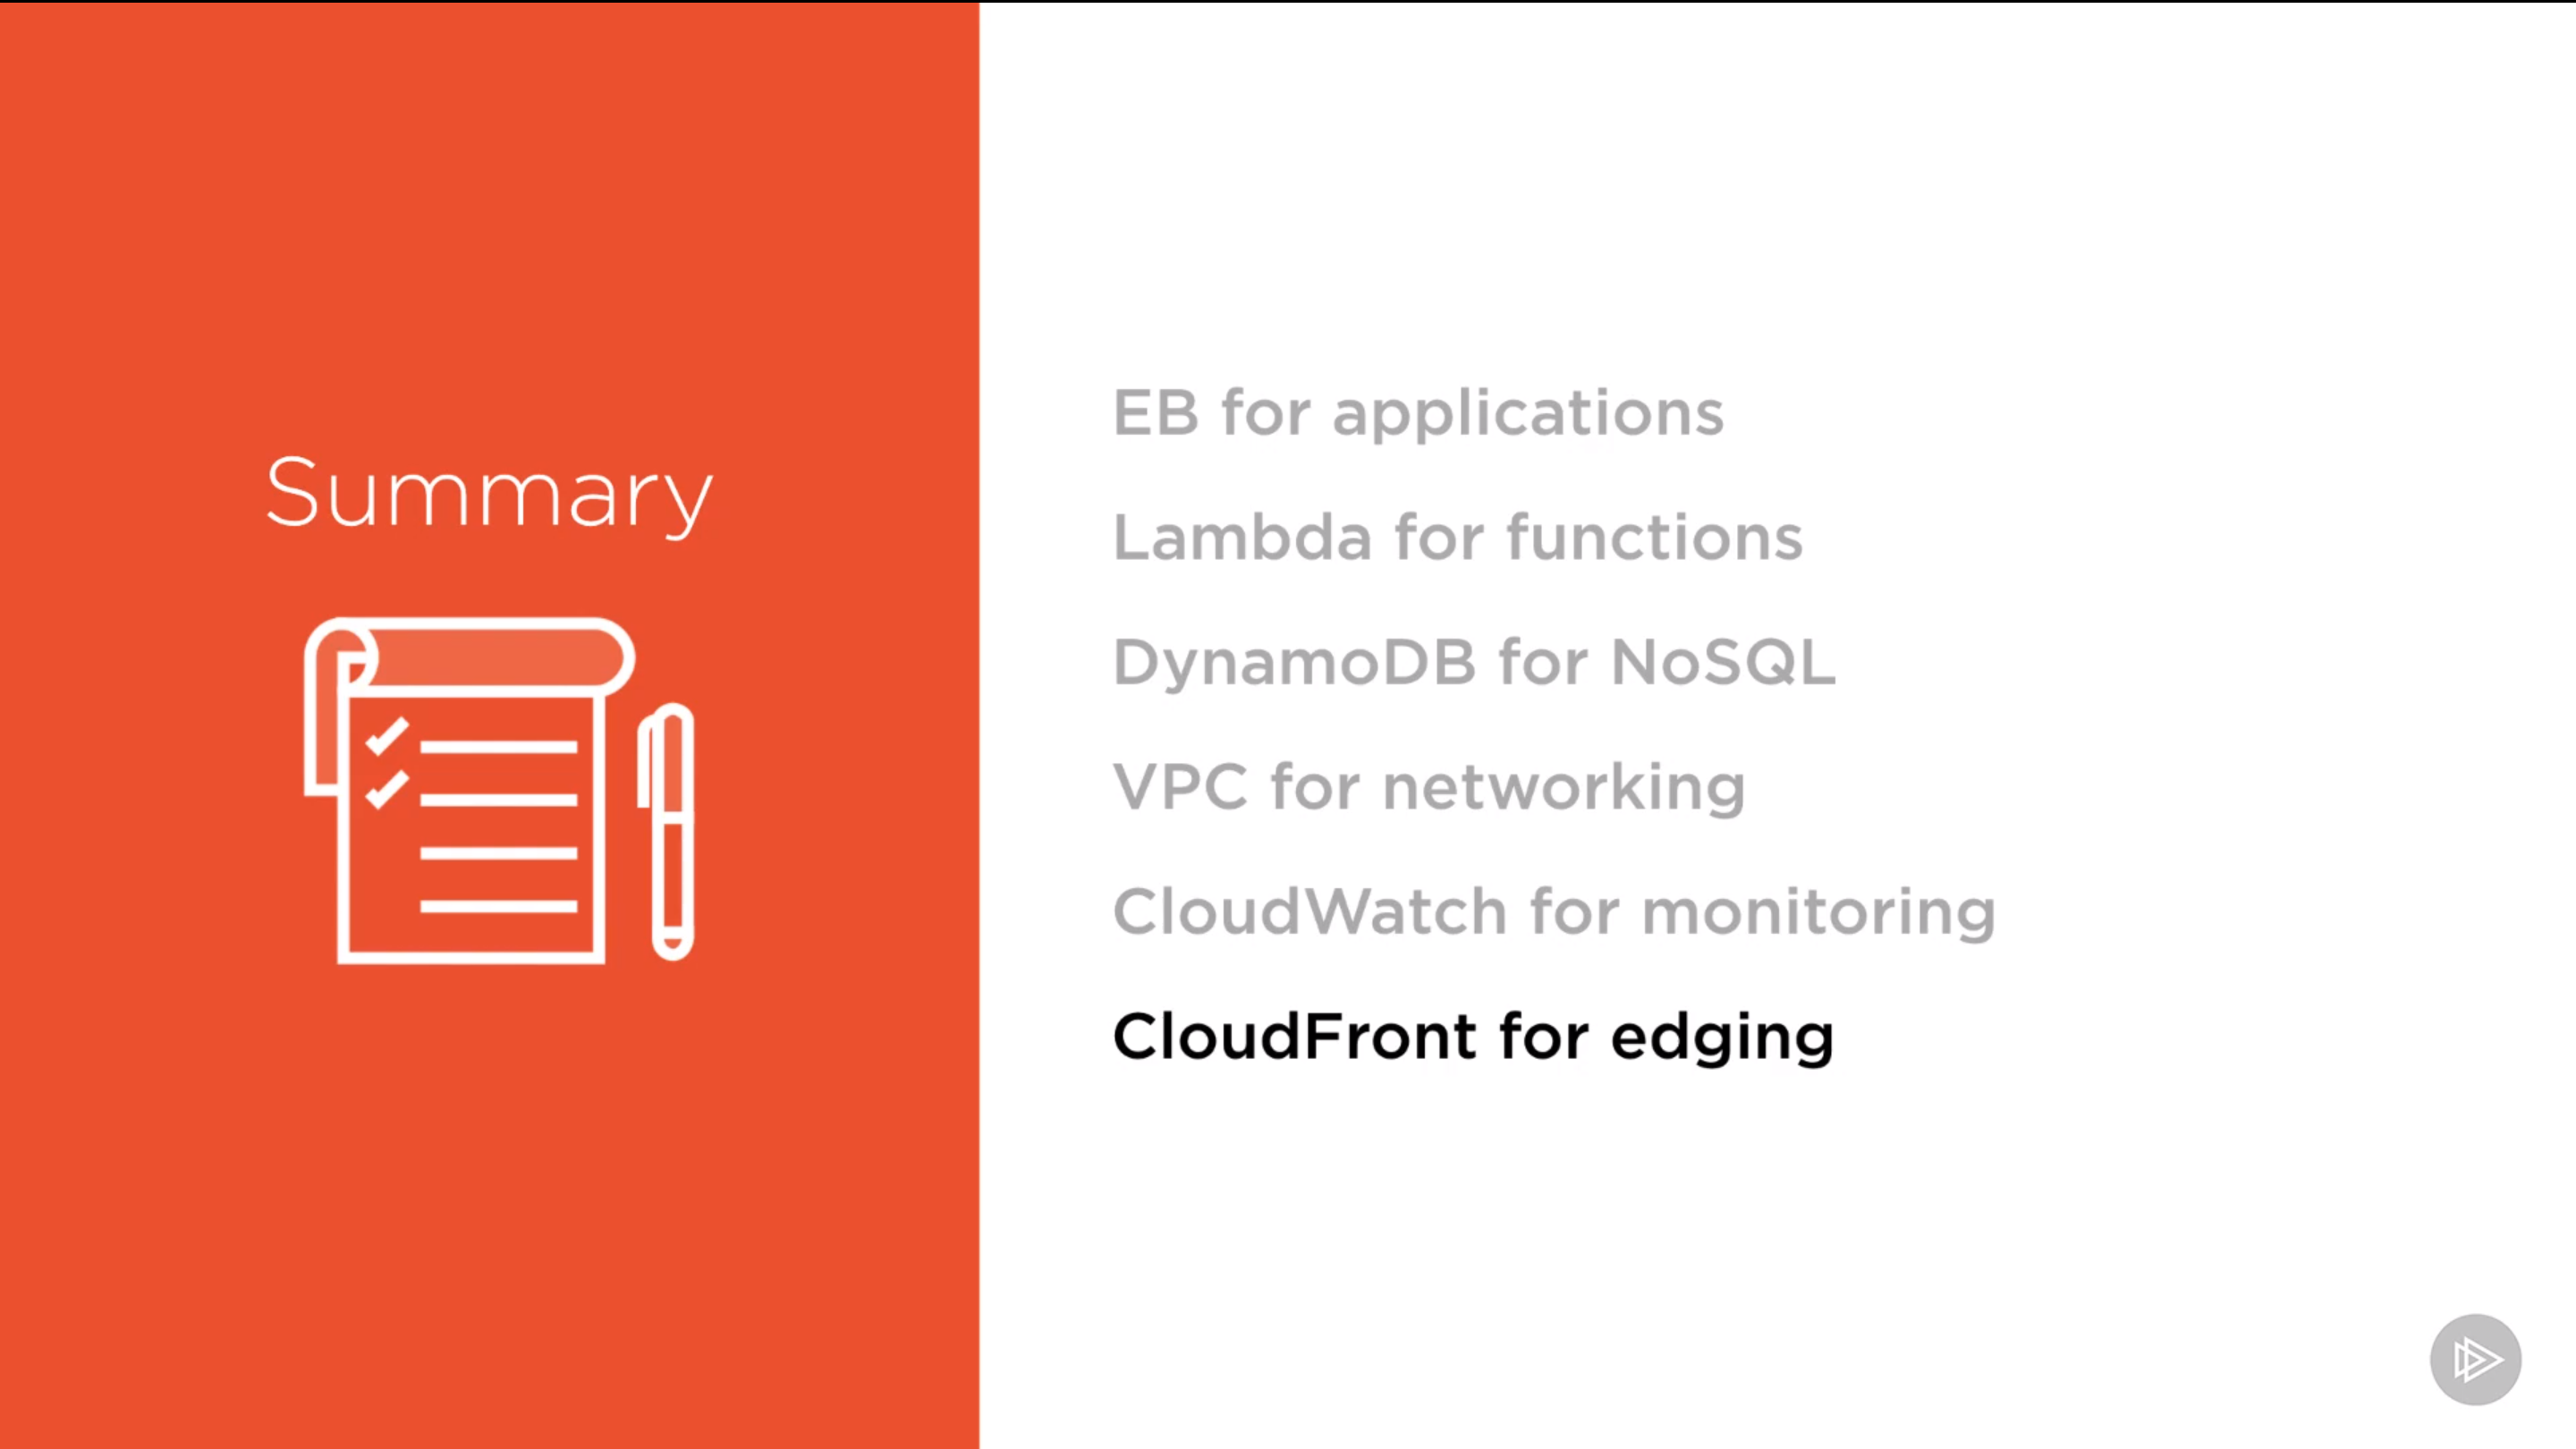 Summary
EB for applications
Lambda for functions
DynamoDB for NoSQL
VPC for networking
CloudWatch for monitoring
CloudFront for edging